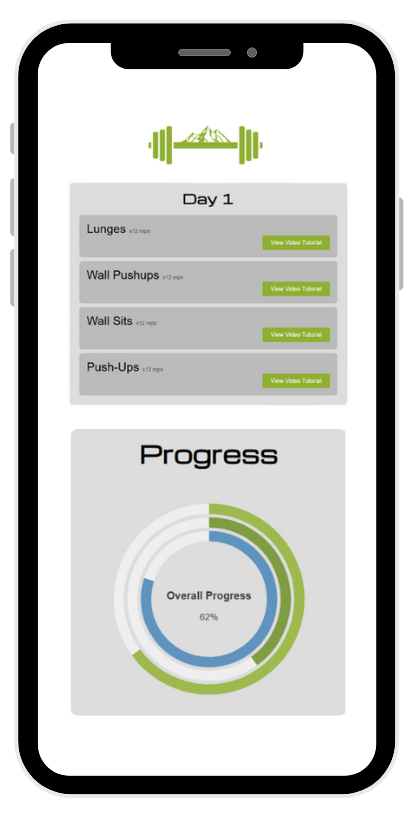 Day 1
Lunges x12 reps
View Video Tutorial
Wall Pushups x12 reps
View Video Tutorial
Wall Sits x12 reps
View Video Tutorial
Push-Ups x12 reps
View Video Tutorial
Progress
Overall Progress
62%